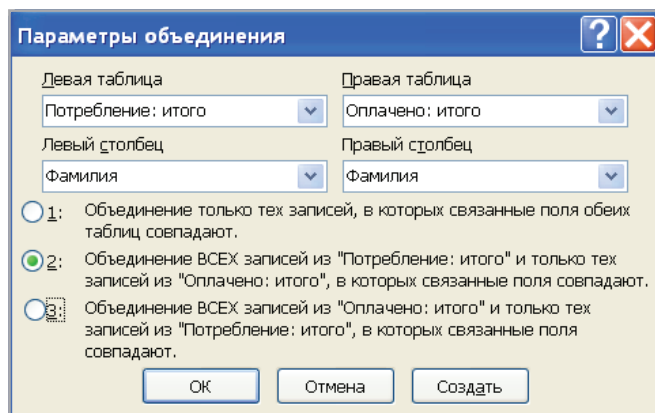 Параметры объединения
Левая таблица Правая таблица
Потребление: итого Оплачено: итого
Левый столбец Правый столбец
Фамилия Фамилия
1: Объединение только тех записей, в которых связанные поля обеих
таблиц совпадают.
2: Объединение ВСЕХ записей из "Потребление: итого" и только тех
записей из "Оплачено: итого", в которых связанные поля совпадают.
3: Объединение ВСЕХ записей из "Оплачено: итого" и только тех
записей из "Потребление: итого", в которых связанные поля
совпадают.
ОК Отмена Создать